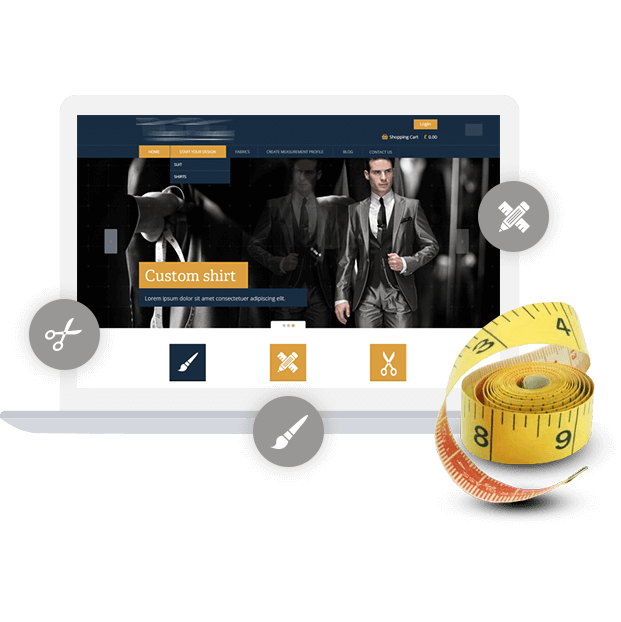 Login
Shopping Cart £ 0.00
HOME START YOUR DESIGN FABRICS CREATE MEASUREMENT PROFILE BLOG CONTACT US
SUIT
SHIRTS
Custom shirt
Lorem ipsum dolor sit amet consectetuer adipiscing elit.
3 4
8 9